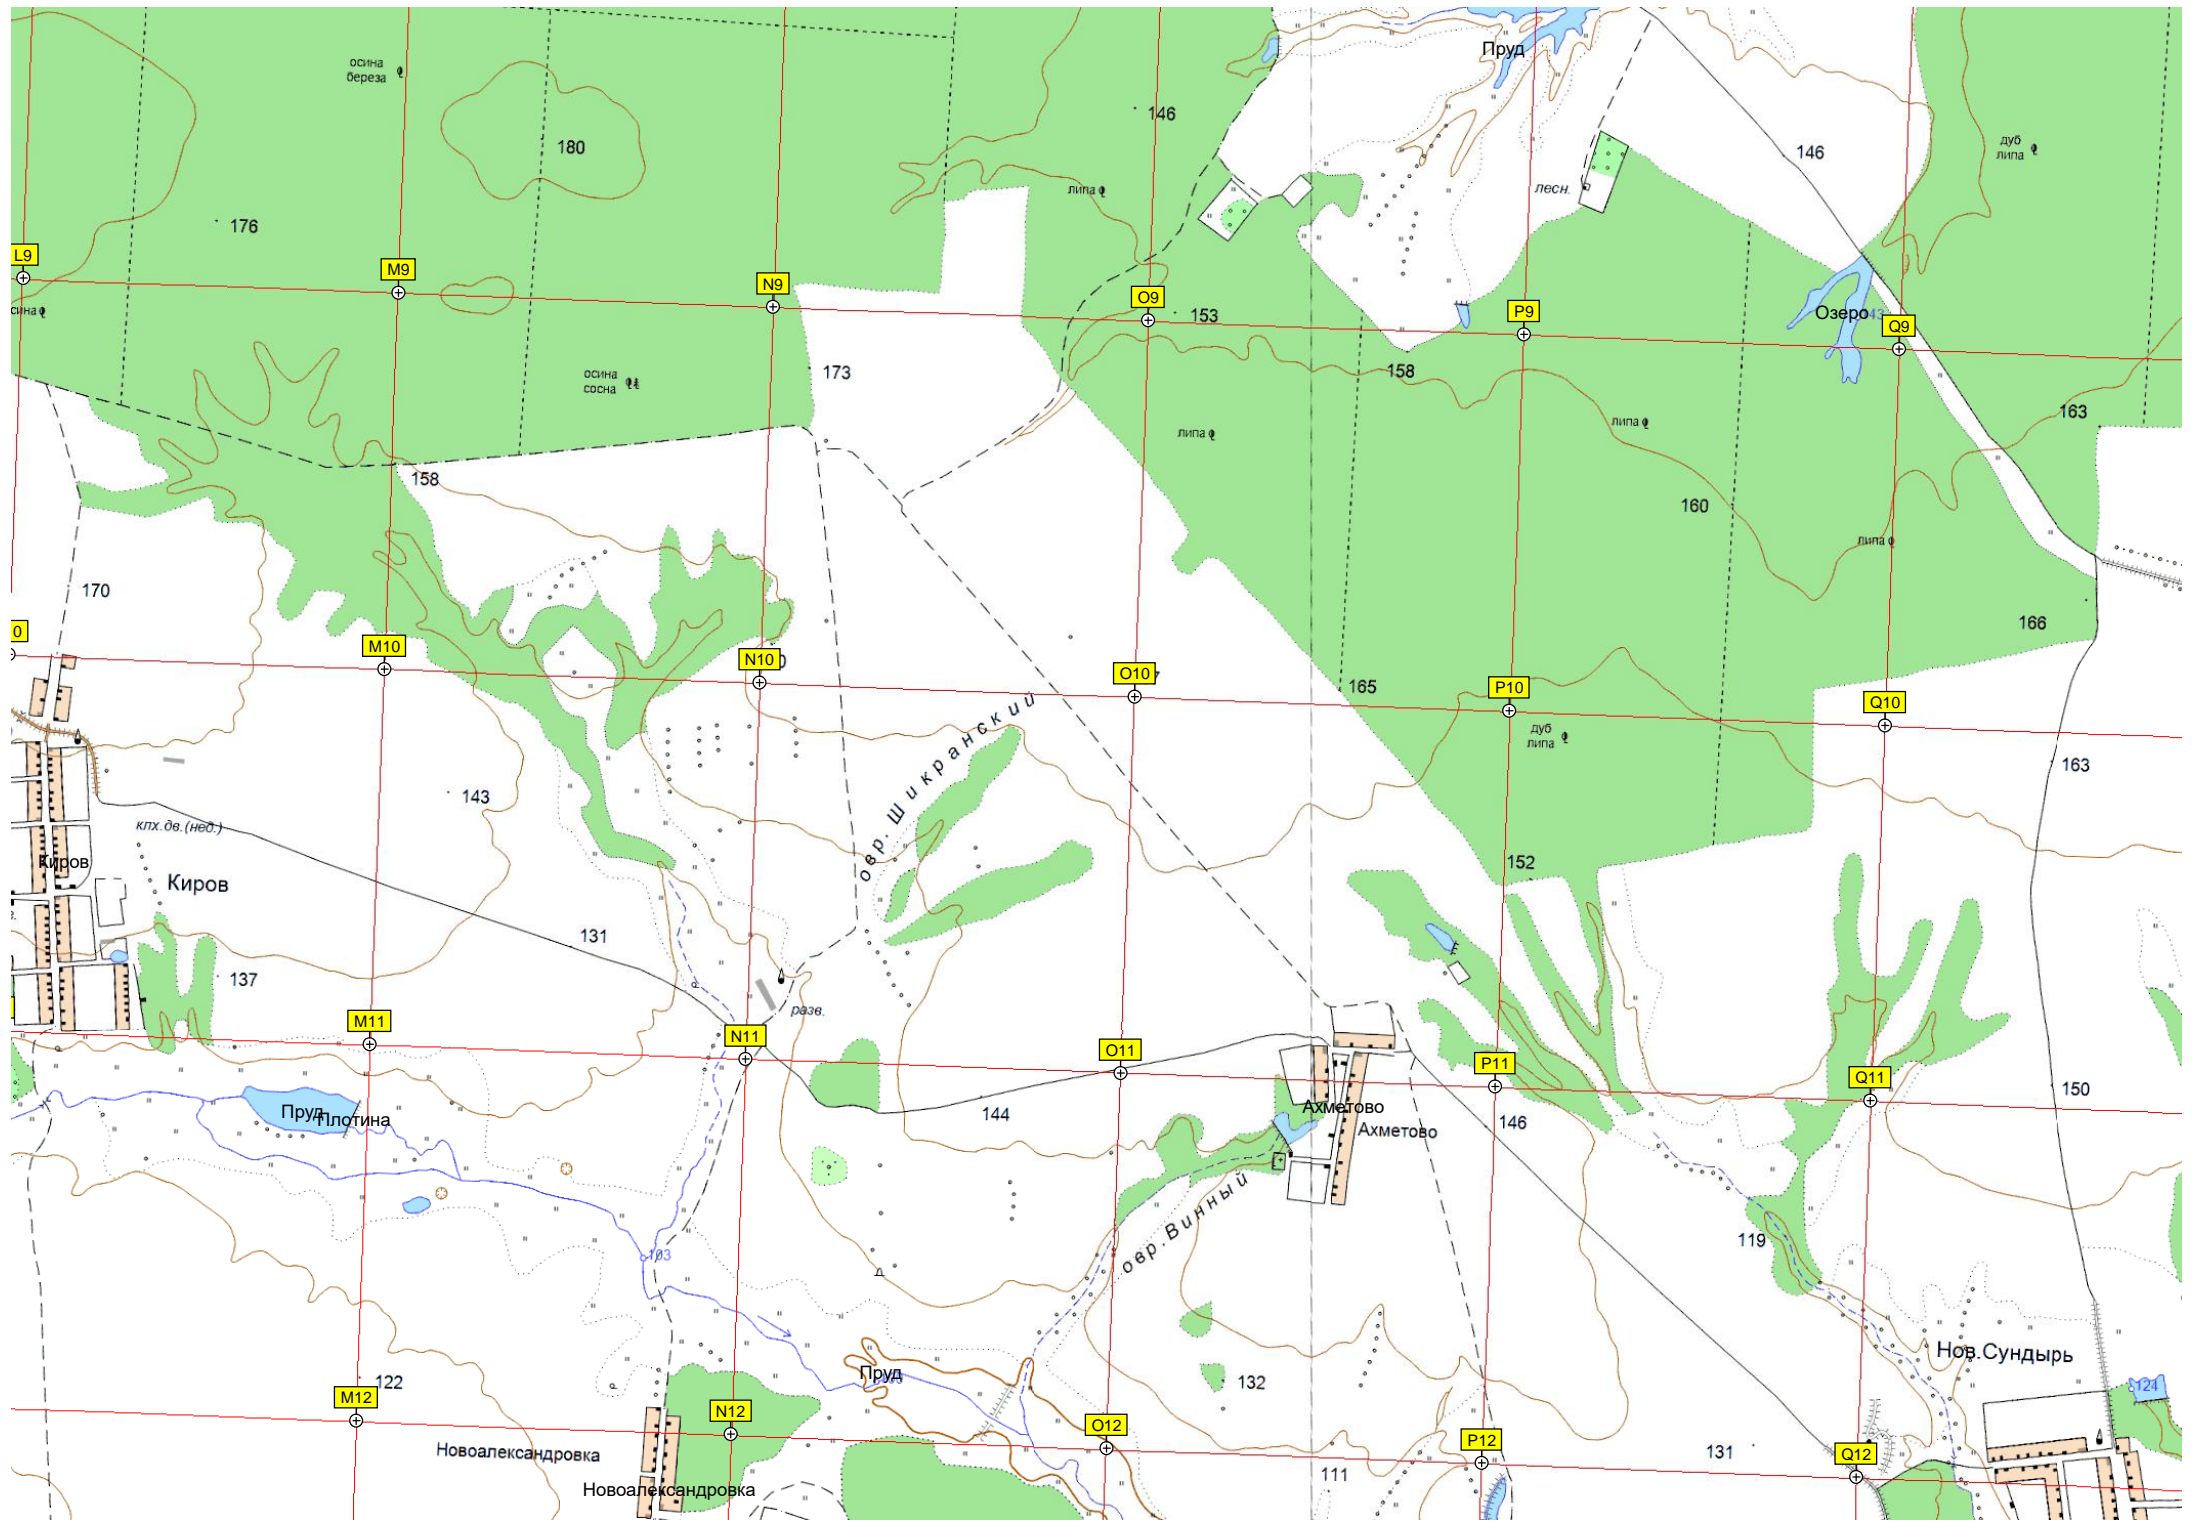 Пруд
осина
береза
146
180
146
дуб
липа
липа
лесн.
176
L9
M9
N9
O9
153
P9
Озеро
Q9
173
158
осина
сосна
163
липа
липа
158
160
липа
170
166
0
M10
N10
O10
165
P10
Q10
овр. Шикранский
дуб
липа
163
143
клх.дв.(нед.)
Киров
Киров
152
131
137
разв.
M11
N11
O11
P11
Q11
150
Пруд
Плотина
144
Ахметово
Ахметово
146
овр. Винный
119
103
Нов.Сундырь
Пруд
122
132
124
M12
N12
O12
P12
Q12
Новоалександровка
131
111
Новоалександровка